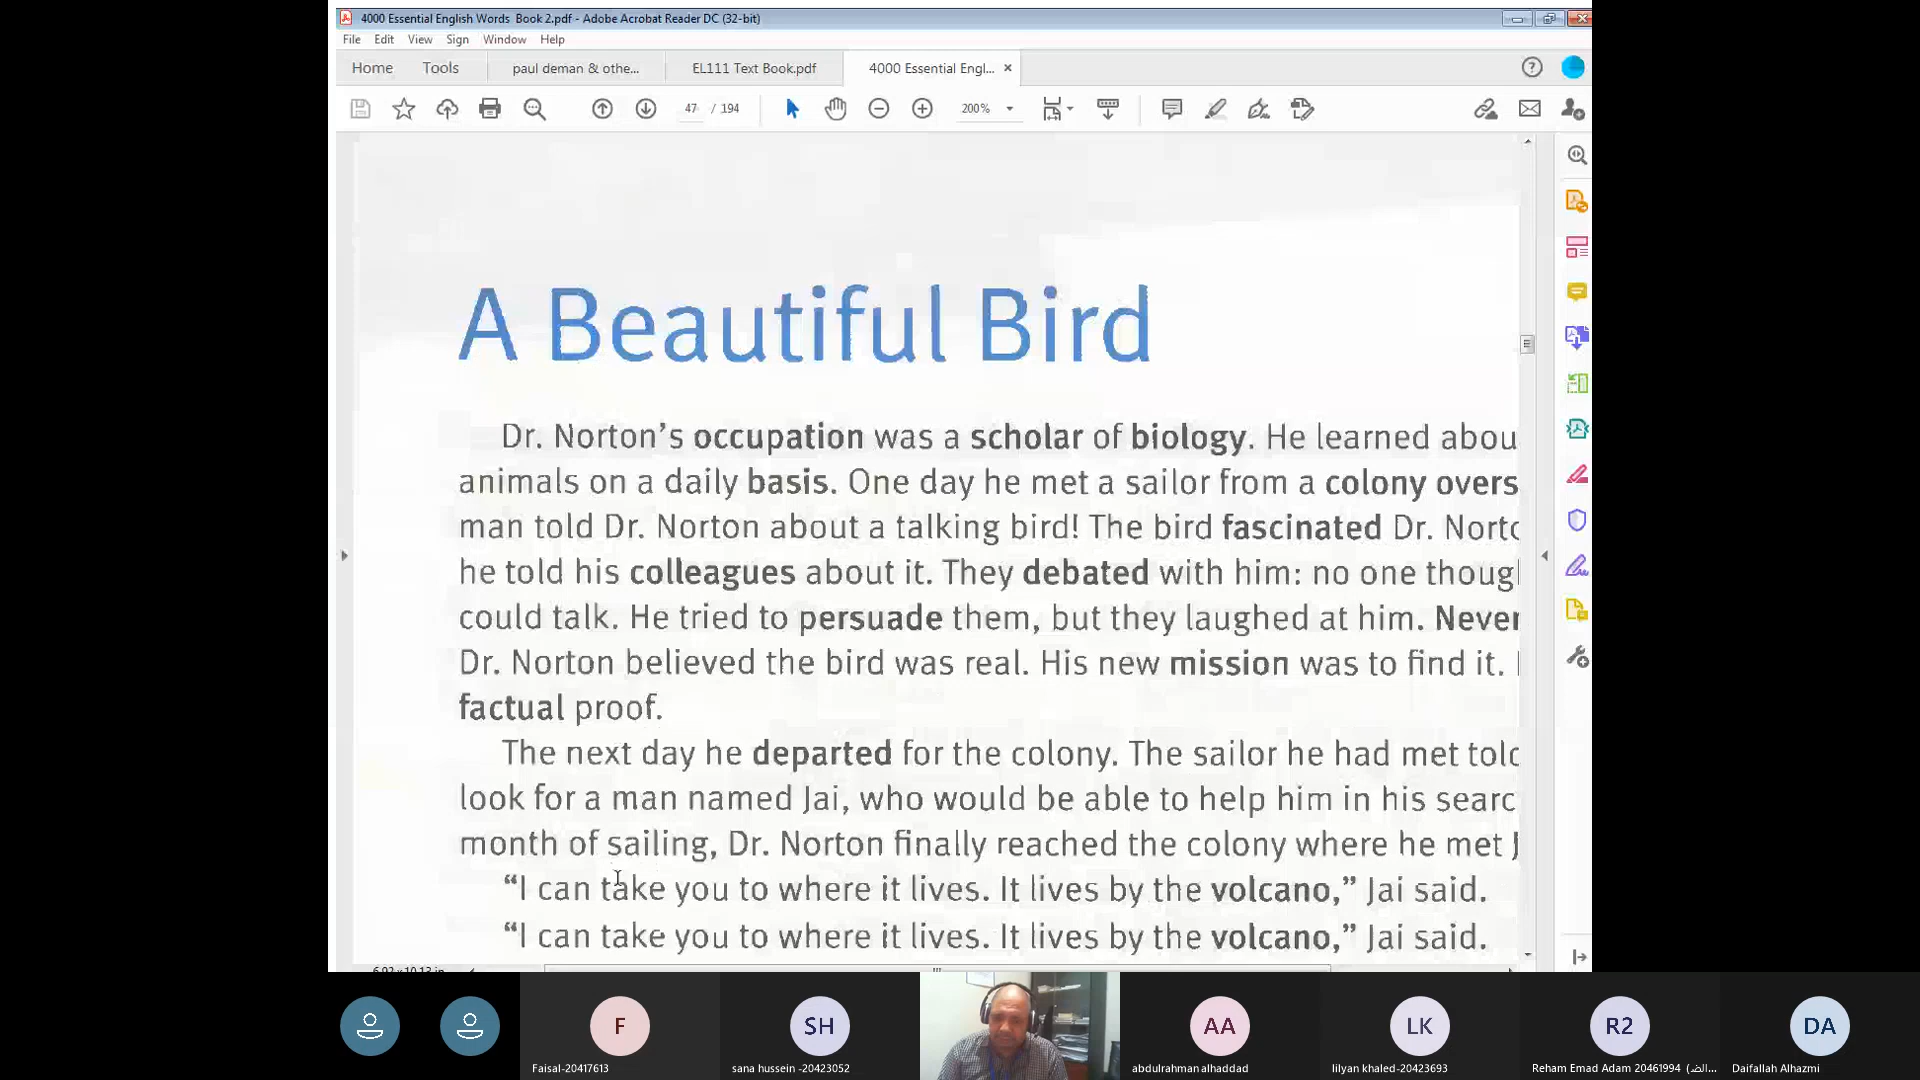 4000 Essential English Words Book 2.pdf - Adobe Acrobat Reader DC (32-bit)
File Edit View Sign Window Help
Home Tools paul deman & othe... EL111 Text Book.pdf 4000 Essential Engl... ×
47 / 194 200%
A Beautiful Bird
Dr. Norton's occupation was a scholar of biology. He learned abou
animals on a daily basis. One day he met a sailor from a colony overs
man told Dr. Norton about a talking bird! The bird fascinated Dr. Norto
he told his colleagues about it. They debated with him: no one thoug
could talk. He tried to persuade them, but they laughed at him. Never
Dr. Norton believed the bird was real. His new mission was to find it.
factual proof.
The next day he departed for the colony. The sailor he had met told
look for a man named Jai, who would be able to help him in his searc
month of sailing, Dr. Norton finally reached the colony where he met J
"I can take you to where it lives. It lives by the volcano," Jai said.
"I can take you to where it lives. It lives by the volcano," Jai said.
6.92 x 10.13 in
F SH AA LK R2 DA
Faisal-20417613 sana hussein -20423052 abdulrahman alhaddad lilyan khaled-20423693 Reham Emad Adam 20461994 (الضـ... Daifallah Alhazmi